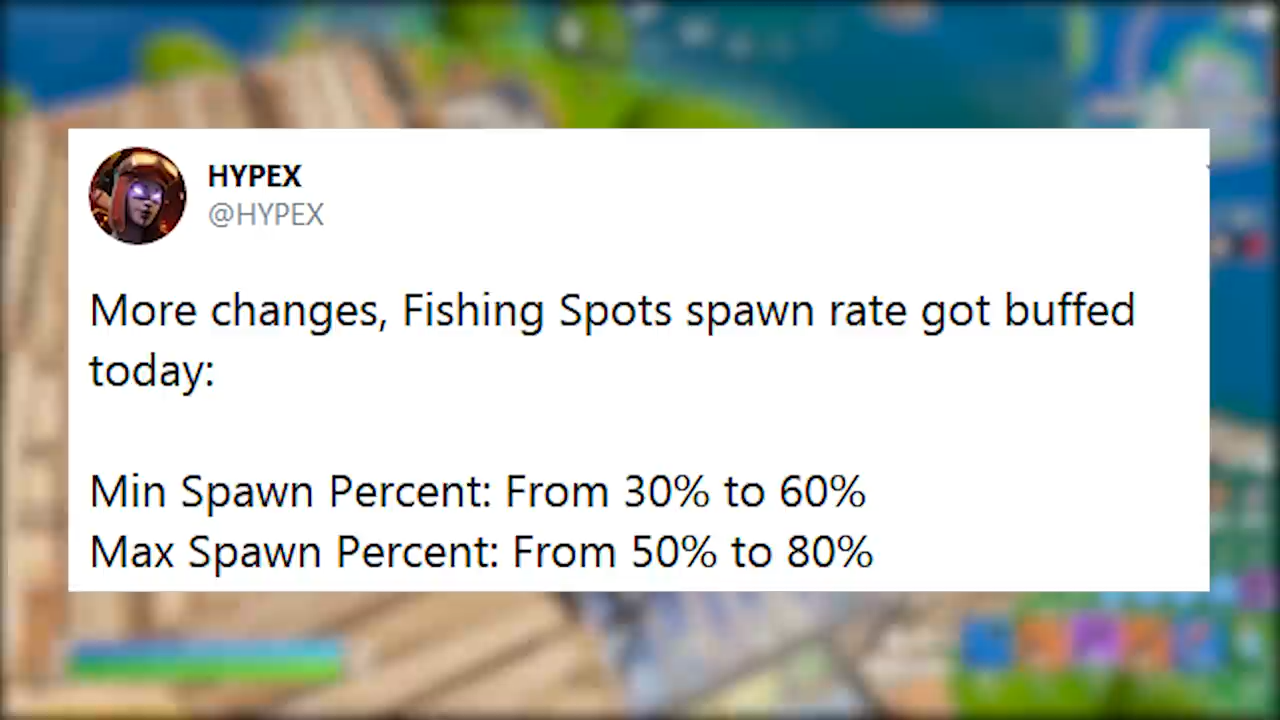 HYPEX
@HYPEX
More changes, Fishing Spots spawn rate got buffed
today:
Min Spawn Percent: From 30% to 60%
Max Spawn Percent: From 50% to 80%